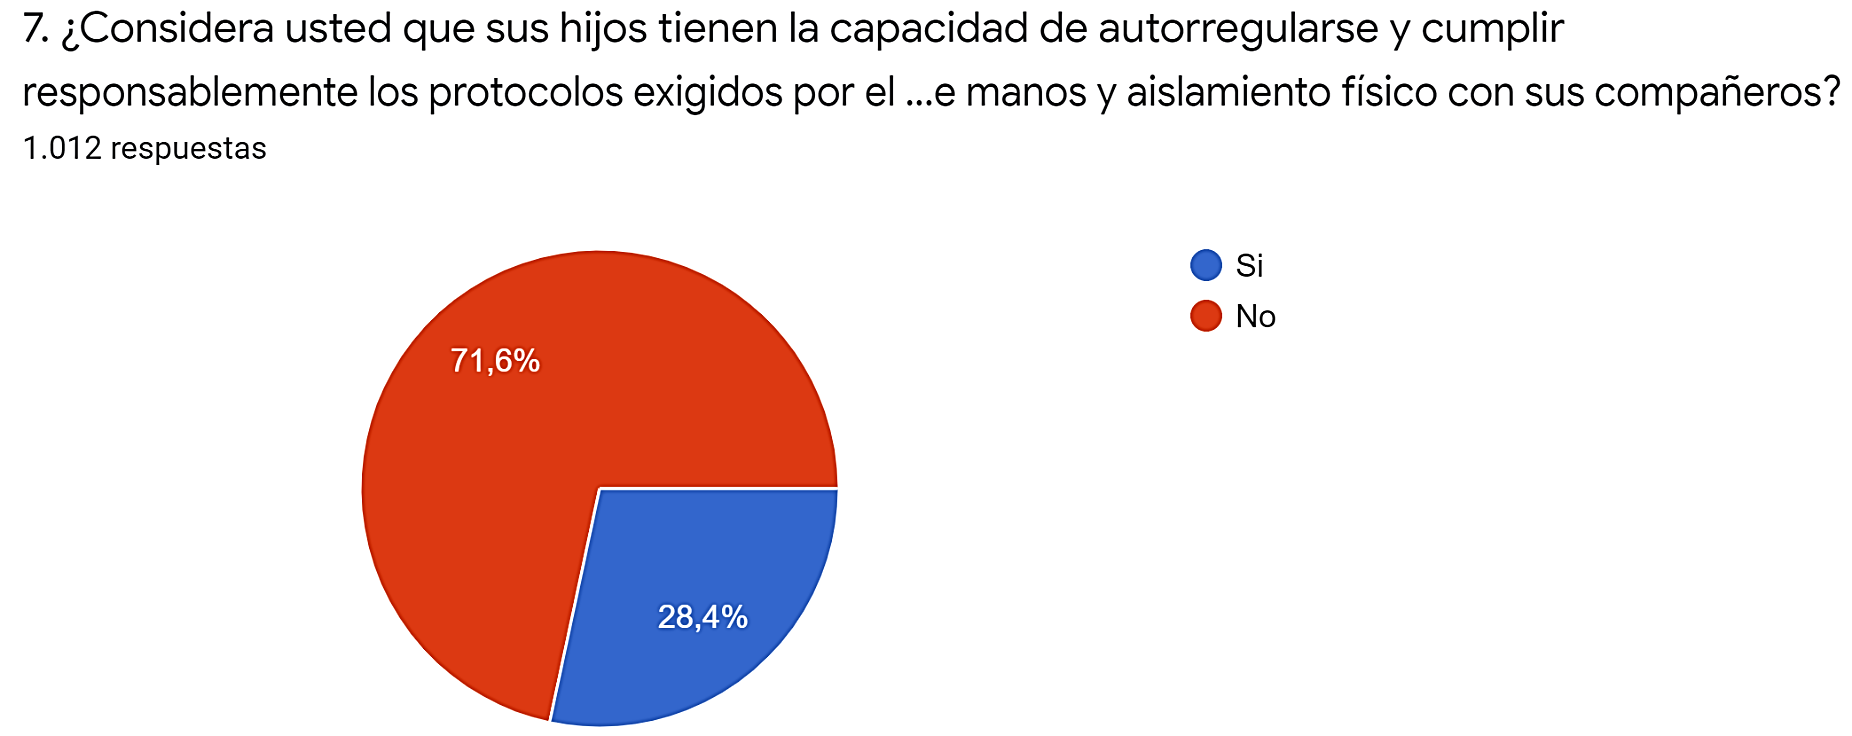 7. ¿Considera usted que sus hijos tienen la capacidad de autorregularse y cumplir
responsablemente los protocolos exigidos por el ...e manos y aislamiento físico con sus compañeros?
1.012 respuestas
Si
No
71,6%
28,4%